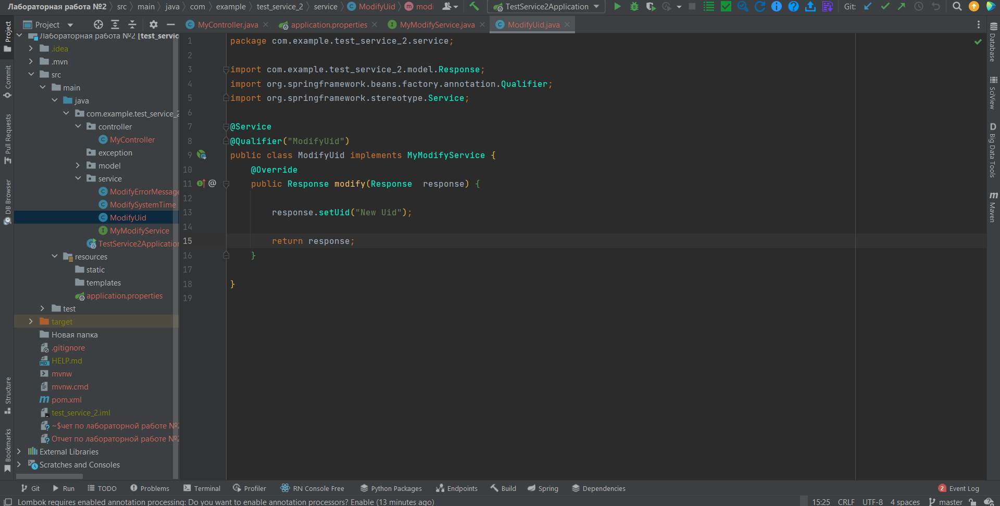 Лабораторная работа №2 src main java com example test_service_2 service ModifyUid modi TestService2Application Git:
Project
MyController.java application.properties MyModifyService.java ModifyUid.java
Лабораторная работа №2 [test_servic
.idea
.mvn
src
main
java
com.example.test_service_2
controller
MyController
exception
model
service
ModifyErrorMessage
ModifySystemTime
ModifyUid
MyModifyService
TestService2Application
resources
static
templates
application.properties
test
target
Новая папка
.gitignore
HELP.md
mvnw
mvnw.cmd
pom.xml
test_service_2.iml
~$чет по лабораторной работе №2
Отчет по лабораторной работе №2
External Libraries
Scratches and Consoles
1 package com.example.test_service_2.service;
2
3 import com.example.test_service_2.model.Response;
4 import org.springframework.beans.factory.annotation.Qualifier;
5 import org.springframework.stereotype.Service;
6
7 @Service
8 @Qualifier("ModifyUid")
9 public class ModifyUid implements MyModifyService {
10 @Override
11 public Response modify(Response  response) {
12
13 response.setUid("New Uid");
14
15 return response;
16 }
17
18 }
19
Project
Commit
Pull Requests
DB Browser
Structure
Bookmarks
Database
SciView
Big Data Tools
Maven
Git Run TODO Problems Terminal Profiler RN Console Free Python Packages Endpoints Build Spring Dependencies 2 Event Log
Lombok requires enabled annotation processing: Do you want to enable annotation processors? Enable (13 minutes ago) 15:25 CRLF UTF-8 4 spaces master